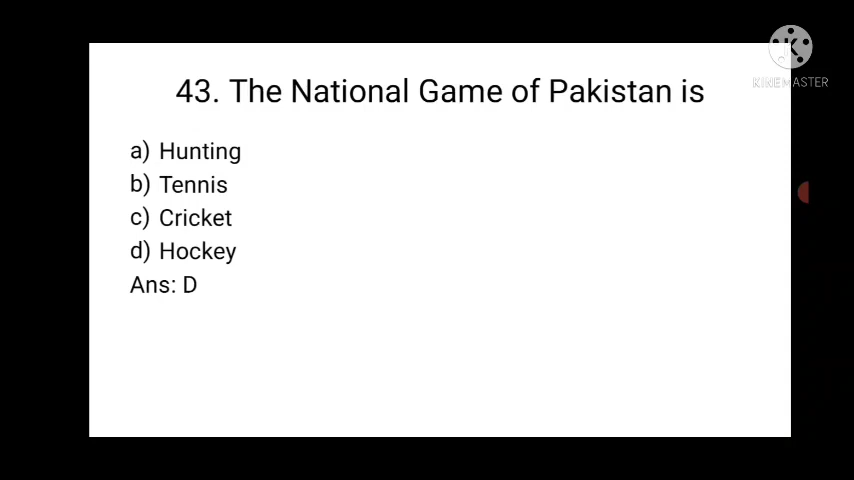 43. The National Game of Pakistan is
a) Hunting
b) Tennis
c) Cricket
d) Hockey
Ans: D
K
KINEMASTER